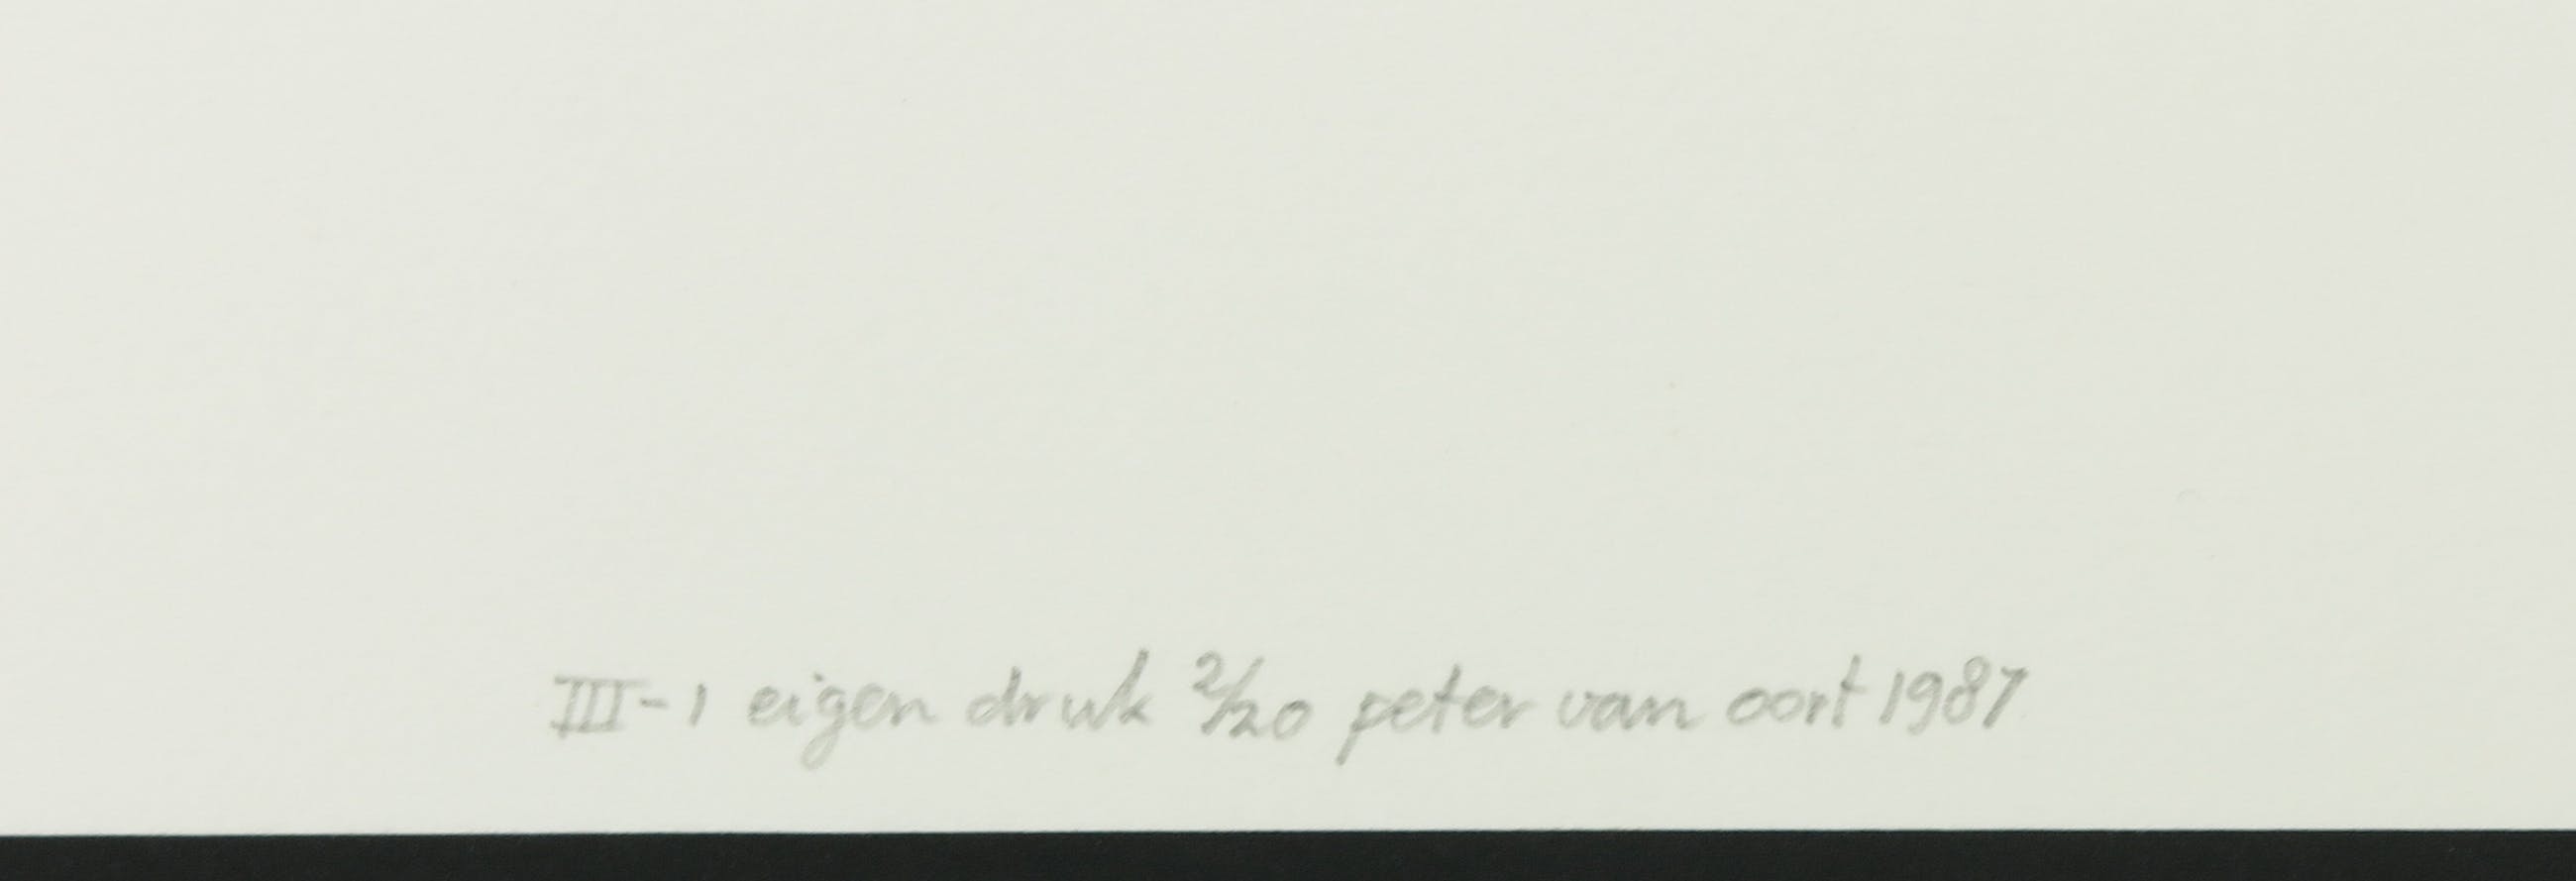 III-1 eigen druk 2/20 peter van oort 1987